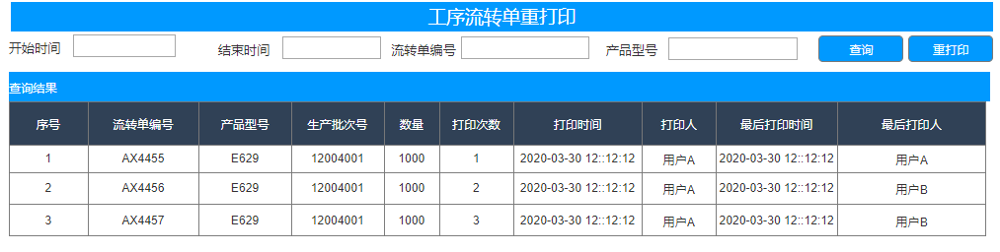 工序流转单重打印
开始时间 结束时间 流转单编号 产品型号 查询 重打印
查询结果
序号 流转单编号 产品型号 生产批次号 数量 打印次数 打印时间 打印人 最后打印时间 最后打印人
1 AX4455 E629 12004001 1000 1 2020-03-30 12::12:12 用户A 2020-03-30 12::12:12 用户A
2 AX4456 E629 12004001 1000 2 2020-03-30 12::12:12 用户A 2020-03-30 12::12:12 用户B
3 AX4457 E629 12004001 1000 3 2020-03-30 12::12:12 用户A 2020-03-30 12::12:12 用户B